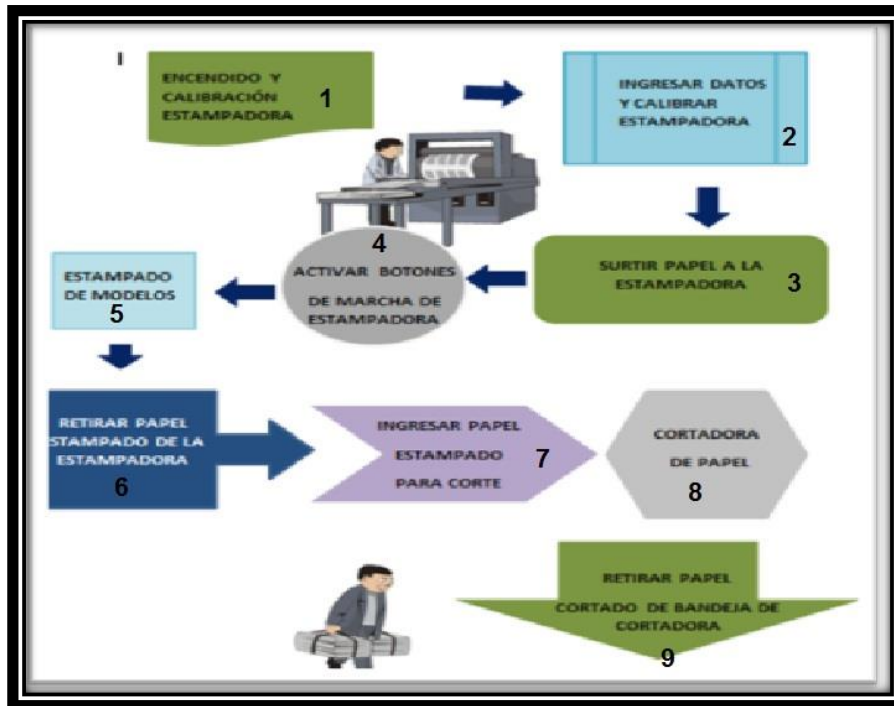 I
ENCENDIDO Y
CALIBRACIÓN
ESTAMPADORA
1
INGRESAR DATOS
Y CALIBRAR
ESTAMPADORA
2
SURTIR PAPEL A LA
ESTAMPADORA
3
4
ACTIVAR BOTONES
DE MARCHA DE
ESTAMPADORA
ESTAMPADO
DE MODELOS
5
RETIRAR PAPEL
STAMPADO DE LA
ESTAMPADORA
6
INGRESAR PAPEL
ESTAMPADO
PARA CORTE
7
CORTADORA
DE PAPEL
8
RETIRAR PAPEL
CORTADO DE BANDEJA DE
CORTADORA
9